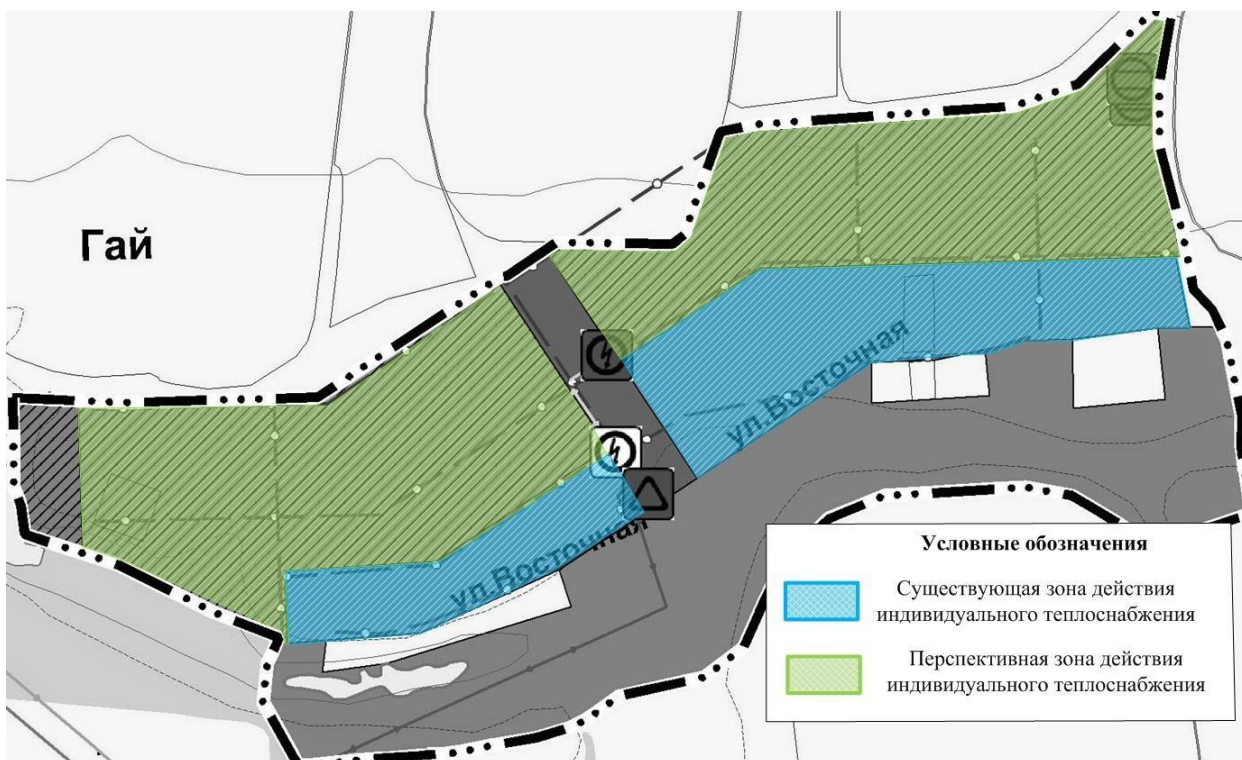 Гай
ул.Восточная
ул.Восточная
Условные обозначения
Существующая зона действия
индивидуального теплоснабжения
Перспективная зона действия
индивидуального теплоснабжения